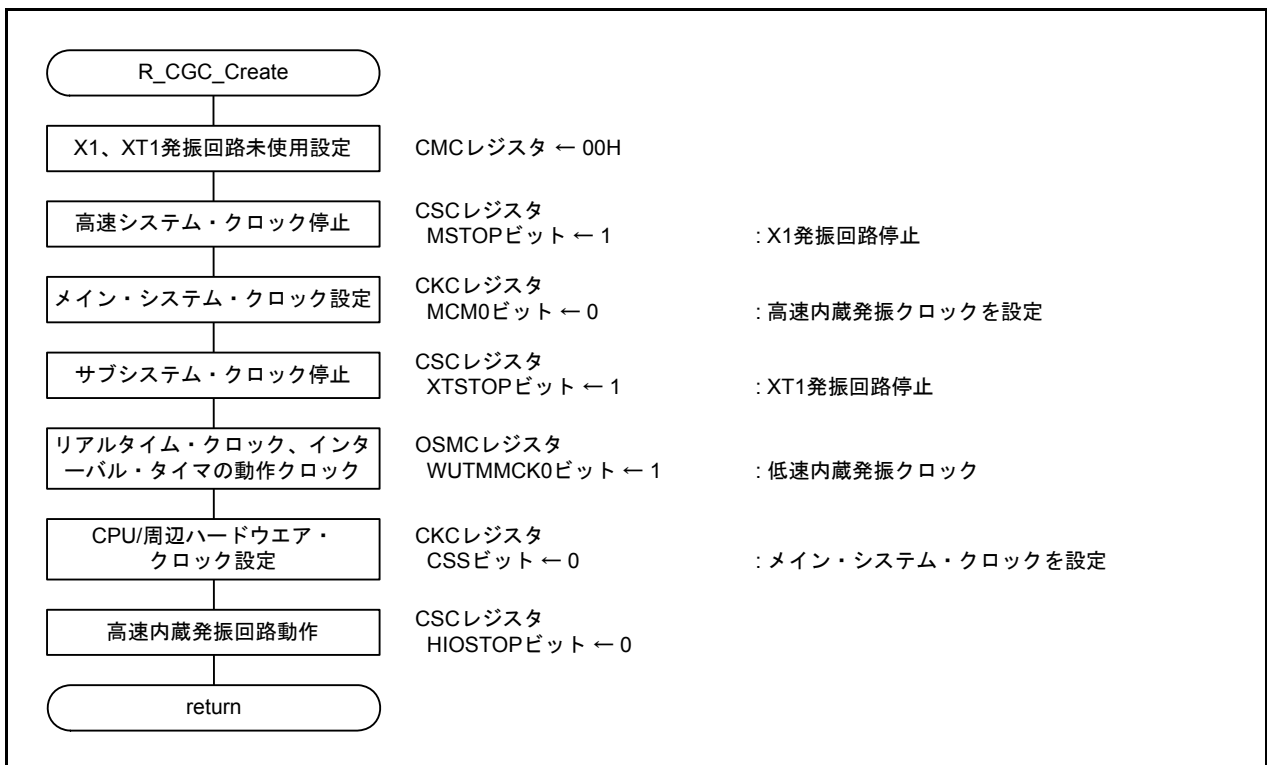 R_CGC_Create
X1、XT1発振回路未使用設定
CMCレジスタ ← 00H
高速システム・クロック停止
CSCレジスタ
MSTOPビット ← 1
: X1発振回路停止
メイン・システム・クロック設定
CKCレジスタ
MCM0ビット ← 0
: 高速内蔵発振クロックを設定
サブシステム・クロック停止
CSCレジスタ
XTSTOPビット ← 1
: XT1発振回路停止
リアルタイム・クロック、インタ
ーバル・タイマの動作クロック
OSMCレジスタ
WUTMMCK0ビット ← 1
: 低速内蔵発振クロック
CPU/周辺ハードウエア・
クロック設定
CKCレジスタ
CSSビット ← 0
: メイン・システム・クロックを設定
高速内蔵発振回路動作
CSCレジスタ
HIOSTOPビット ← 0
return